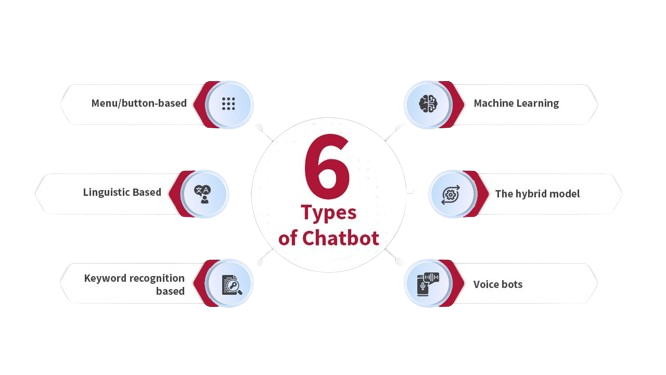 6
Types
of Chatbot
Menu/button-based
Linguistic Based
Keyword recognition
based
Machine Learning
The hybrid model
Voice bots